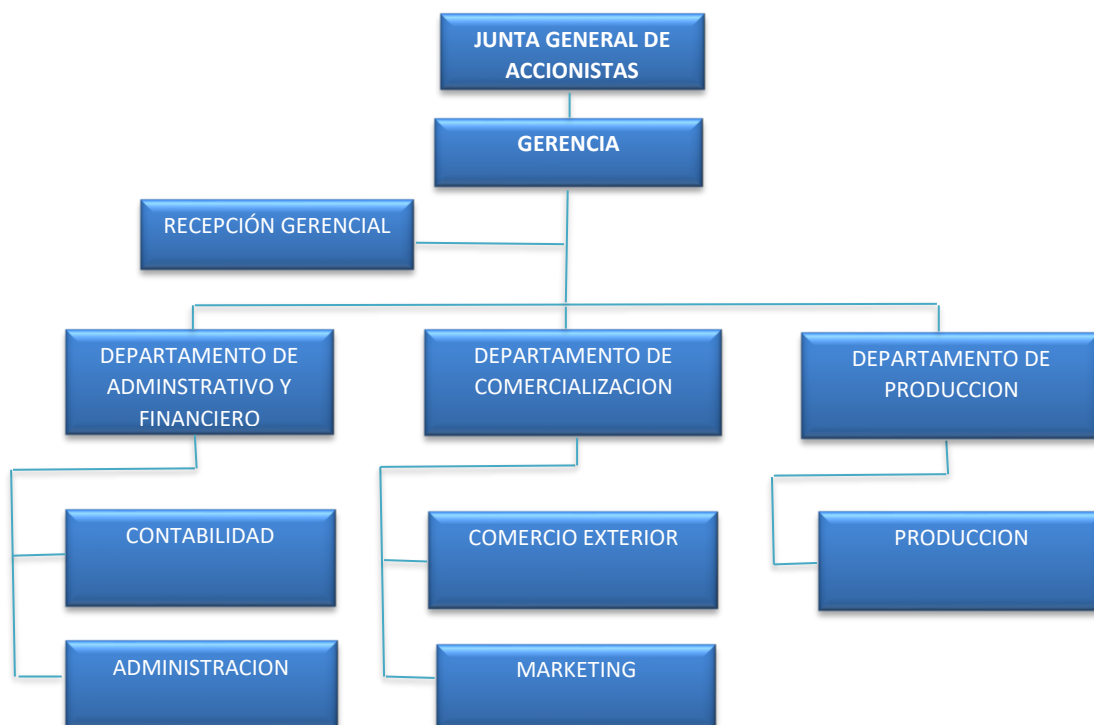 JUNTA GENERAL DE
ACCIONISTAS
GERENCIA
RECEPCIÓN GERENCIAL
DEPARTAMENTO DE
ADMINSTRATIVO Y
FINANCIERO
DEPARTAMENTO DE
COMERCIALIZACION
DEPARTAMENTO DE
PRODUCCION
CONTABILIDAD
COMERCIO EXTERIOR
PRODUCCION
ADMINISTRACION
MARKETING